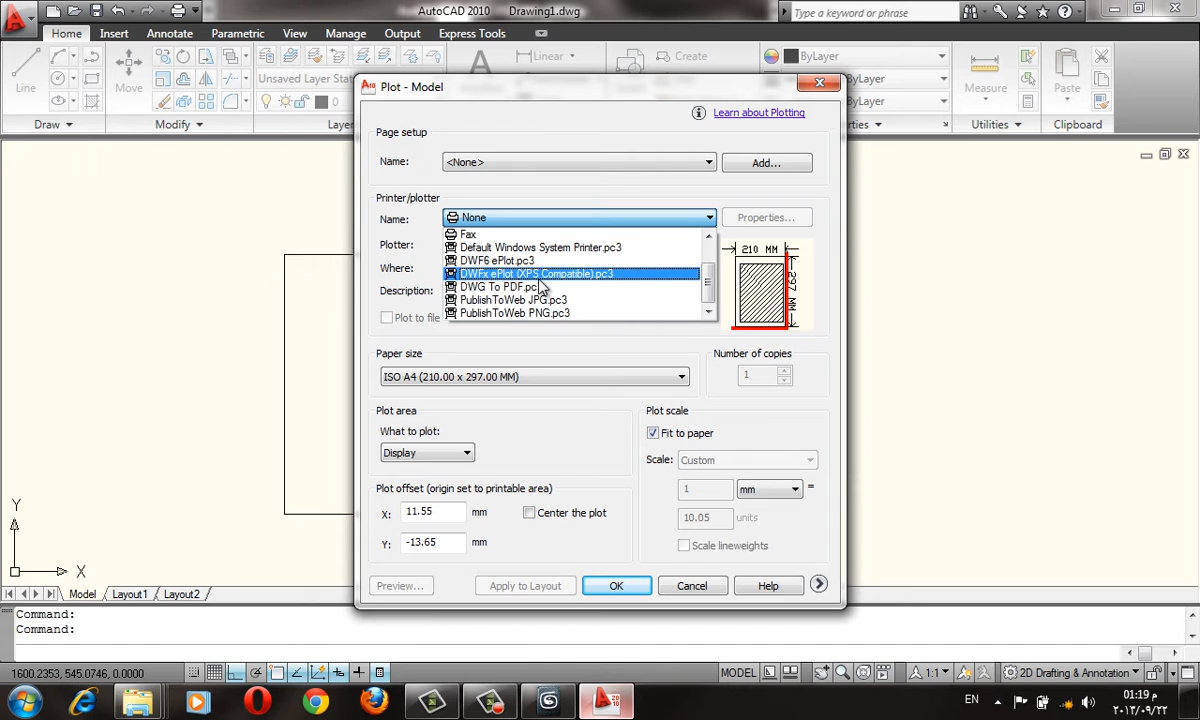 AutoCAD 2010 Drawing1.dwg
Type a keyword or phrase
Home Insert Annotate Parametric View Manage Output Express Tools
Linear Create ByLayer
Line Move Unsaved Layer Stat ByLayer Measure Paste
0 ByLayer
Draw Modify Layer Utilities Clipboard
Plot - Model
Learn about Plotting
Page setup
Name: <None> Add...
Printer/plotter
Name: None Properties...
Fax
Plotter: Default Windows System Printer.pc3
210 MM
DWF6 ePlot.pc3
Where: DWFx ePlot (XPS Compatible).pc3
297 MM
Description: DWG To PDF.pc
PublishToWeb JPG.pc3
Plot to file PublishToWeb PNG.pc3
Paper size Number of copies
ISO A4 (210.00 x 297.00 MM) 1
Plot area Plot scale
What to plot: Fit to paper
Display Scale: Custom
Plot offset (origin set to printable area) 1 mm =
X: 11.55 mm Center the plot
10.05 units
Y: -13.65 mm Scale lineweights
Preview... Apply to Layout OK Cancel Help
Y
X
Model Layout1 Layout2
Command:
Command:
1600.2353, 545.0746, 0.0000 MODEL 1:1 2D Drafting & Annotation
EN 01:19 م
٢٠١٣/٠٩/٢٢